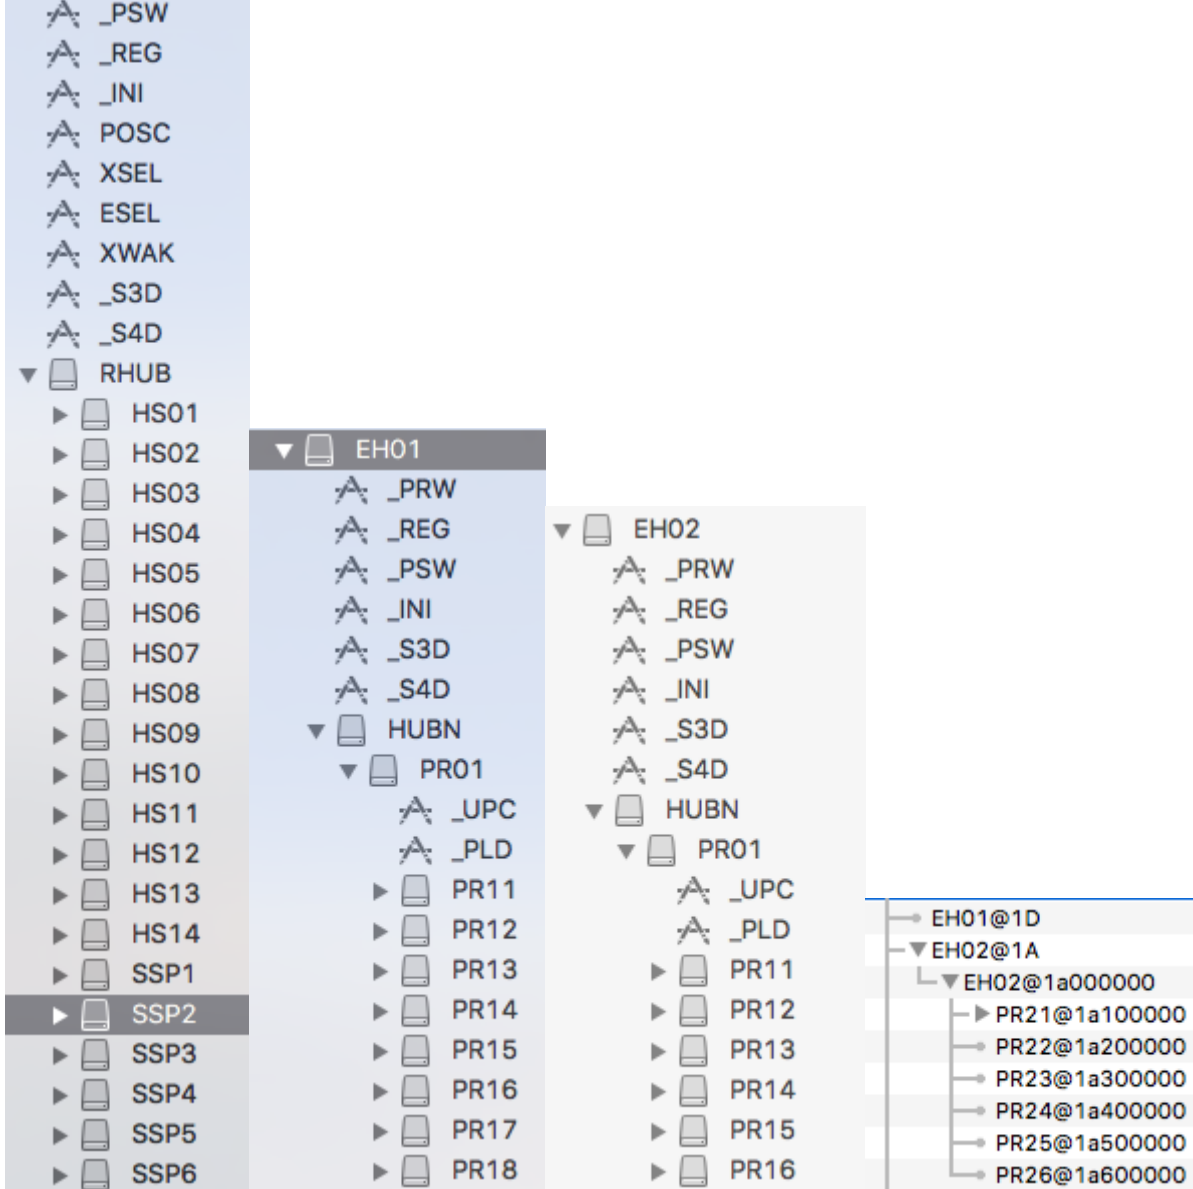 _PSW
_REG
_INI
POSC
XSEL
ESEL
XWAK
_S3D
_S4D
RHUB
HS01
HS02
HS03
HS04
HS05
HS06
HS07
HS08
HS09
HS10
HS11
HS12
HS13
HS14
SSP1
SSP2
SSP3
SSP4
SSP5
SSP6
EH01
_PRW
_REG
_PSW
_INI
_S3D
_S4D
HUBN
PR01
_UPC
_PLD
PR11
PR12
PR13
PR14
PR15
PR16
PR17
PR18
EH02
_PRW
_REG
_PSW
_INI
_S3D
_S4D
HUBN
PR01
_UPC
_PLD
PR11
PR12
PR13
PR14
PR15
PR16
EH01@1D
EH02@1A
EH02@1a000000
PR21@1a100000
PR22@1a200000
PR23@1a300000
PR24@1a400000
PR25@1a500000
PR26@1a600000